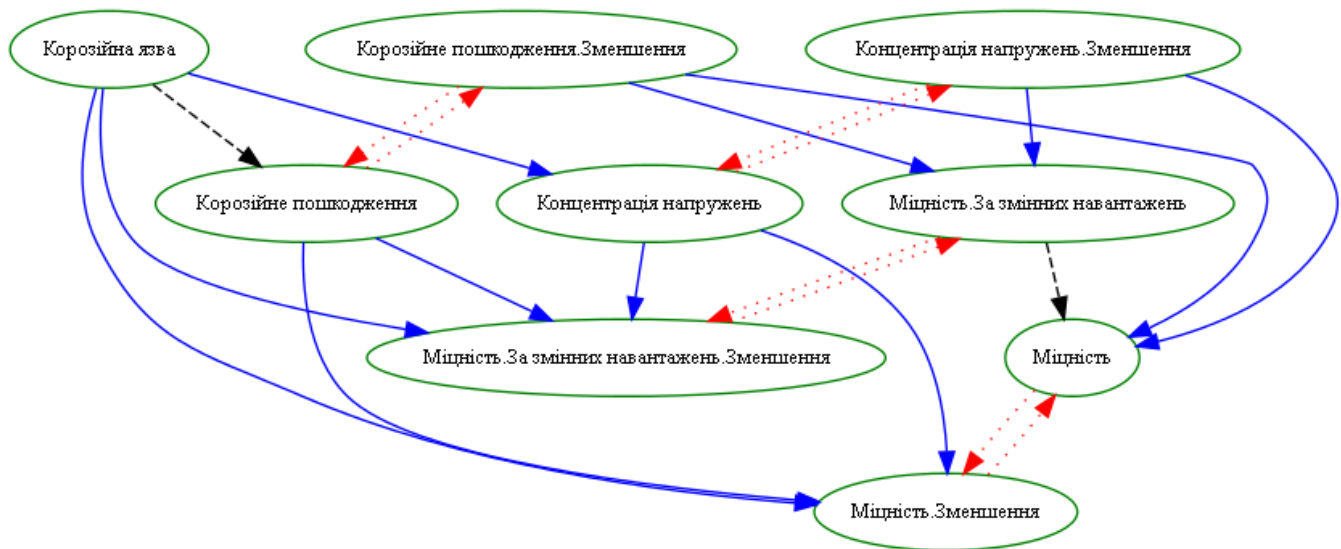 Корозійна язва
Корозійне пошкодження.Зменшення
Концентрація напружень.Зменшення
Корозійне пошкодження
Концентрація напружень
Міцність.За змінних навантажень
Міцність.За змінних навантажень.Зменшення
Міцність
Міцність.Зменшення